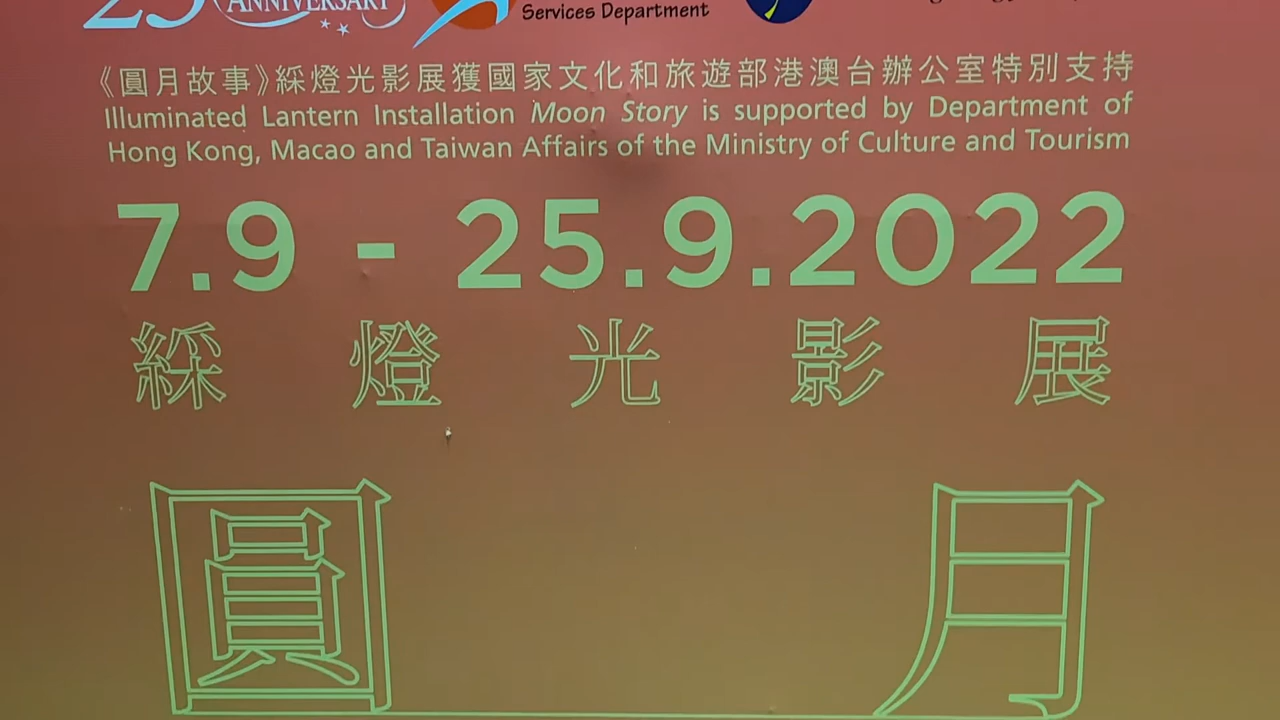 25 ANNIVERSARY
Services Department
《圓月故事》綵燈光影展獲國家文化和旅遊部港澳台辦公室特別支持
Illuminated Lantern Installation Moon Story is supported by Department of
Hong Kong, Macao and Taiwan Affairs of the Ministry of Culture and Tourism
7.9 - 25.9.2022
綵燈光影展
圓月